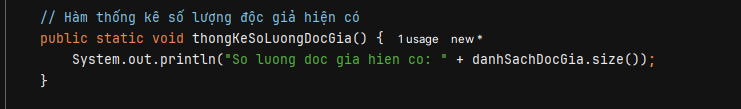 // Hàm thống kê số lượng độc giả hiện có
public static void thongKeSoLuongDocGia() { 1 usage new *
System.out.println("So luong doc gia hien co: " + danhSachDocGia.size());
}